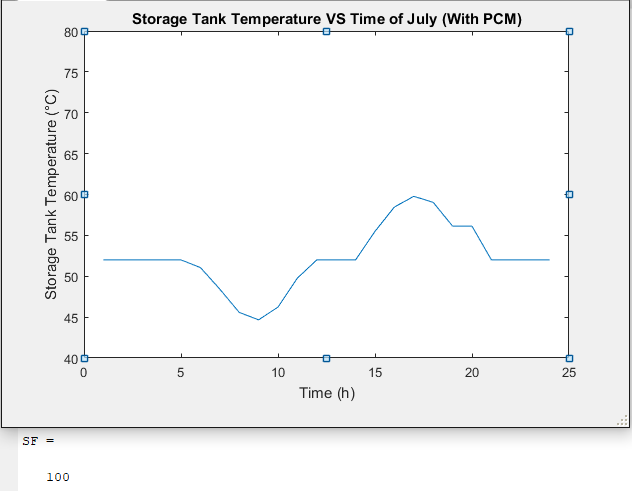 Storage Tank Temperature VS Time of July (With PCM)
80
75
70
65
60
55
50
45
40
Storage Tank Temperature (°C)
0 5 10 15 20 25
Time (h)
SF =
100